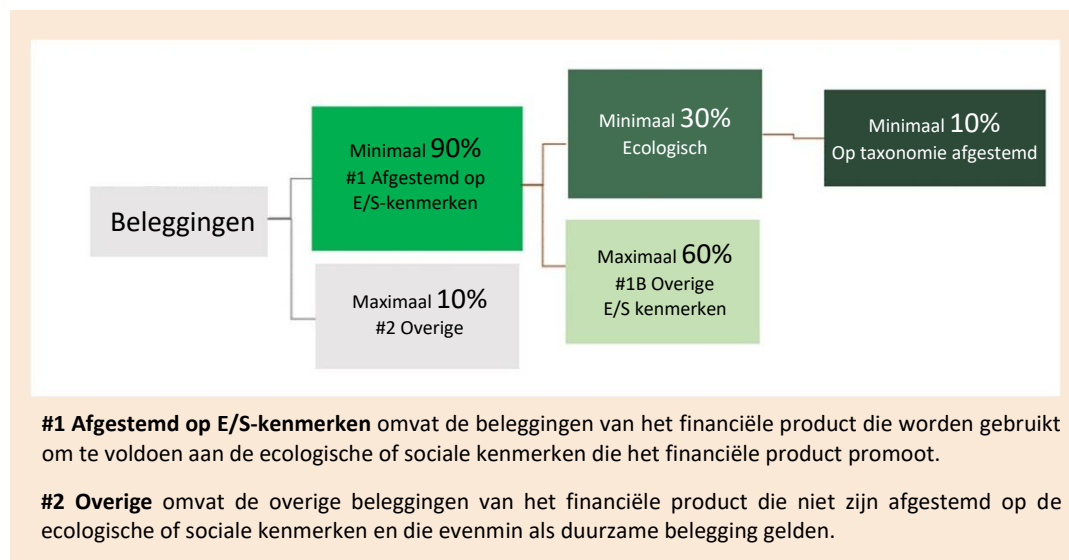 Beleggingen
Minimaal 90%
#1 Afgestemd op
E/S-kenmerken
Maximaal 10%
#2 Overige
Minimaal 30%
Ecologisch
Maximaal 60%
#1B Overige
E/S kenmerken
Minimaal 10%
Op taxonomie afgestemd
#1 Afgestemd op E/S-kenmerken omvat de beleggingen van het financiële product die worden gebruikt
om te voldoen aan de ecologische of sociale kenmerken die het financiële product promoot.
#2 Overige omvat de overige beleggingen van het financiële product die niet zijn afgestemd op de
ecologische of sociale kenmerken en die evenmin als duurzame belegging gelden.